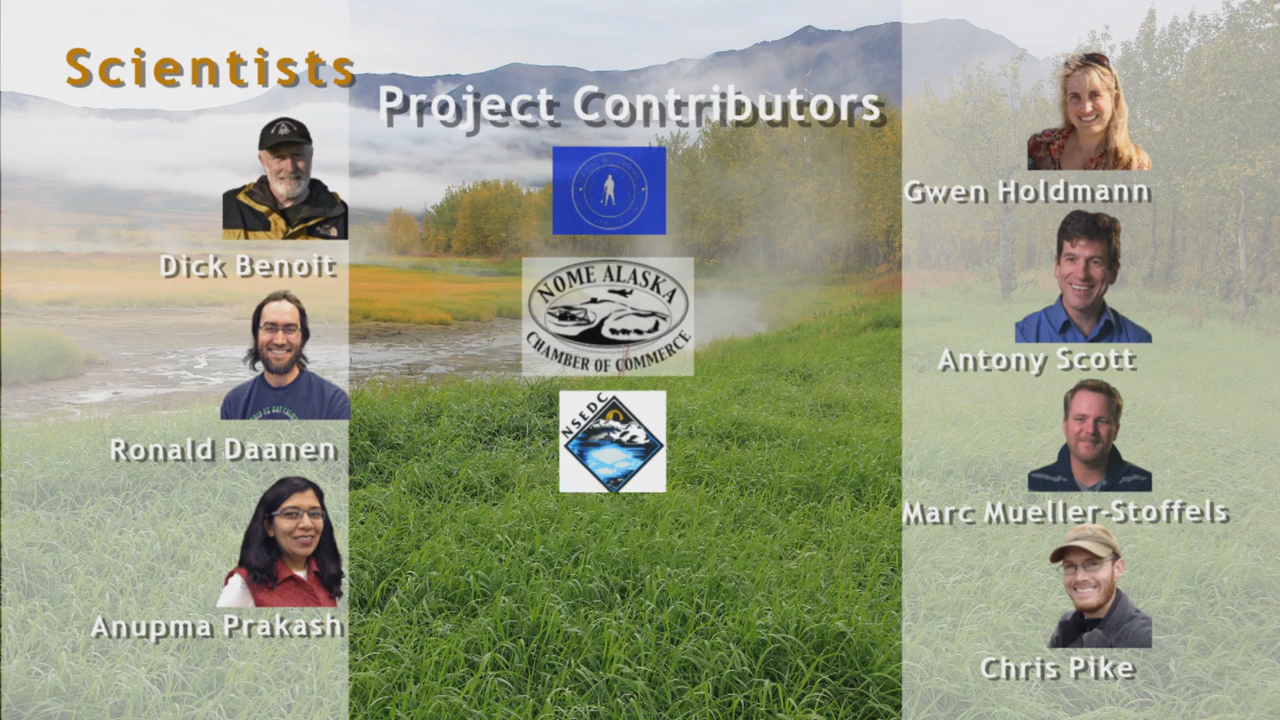 Scientists
Project Contributors
Dick Benoit
Ronald Daanen
Anupma Prakash
NOME ALASKA
CHAMBER OF COMMERCE
NSEDC
Gwen Holdmann
Antony Scott
Marc Mueller-Stoffels
Chris Pike